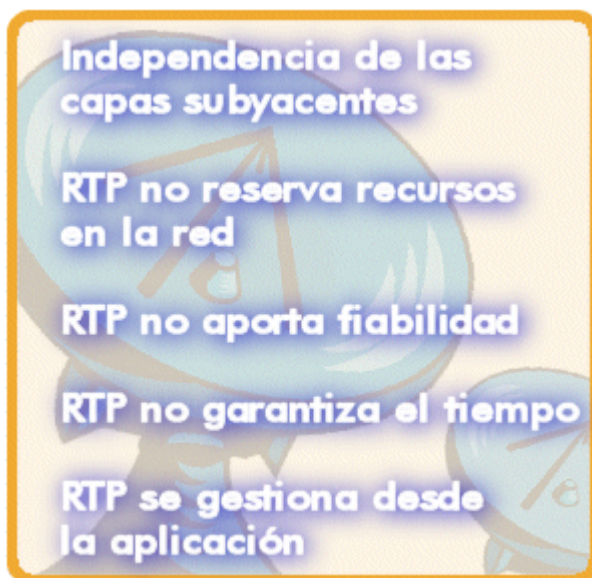 Independencia de las
capas subyacentes
RTP no reserva recursos
en la red
RTP no aporta fiabilidad
RTP no garantiza el tiempo
RTP se gestiona desde
la aplicación